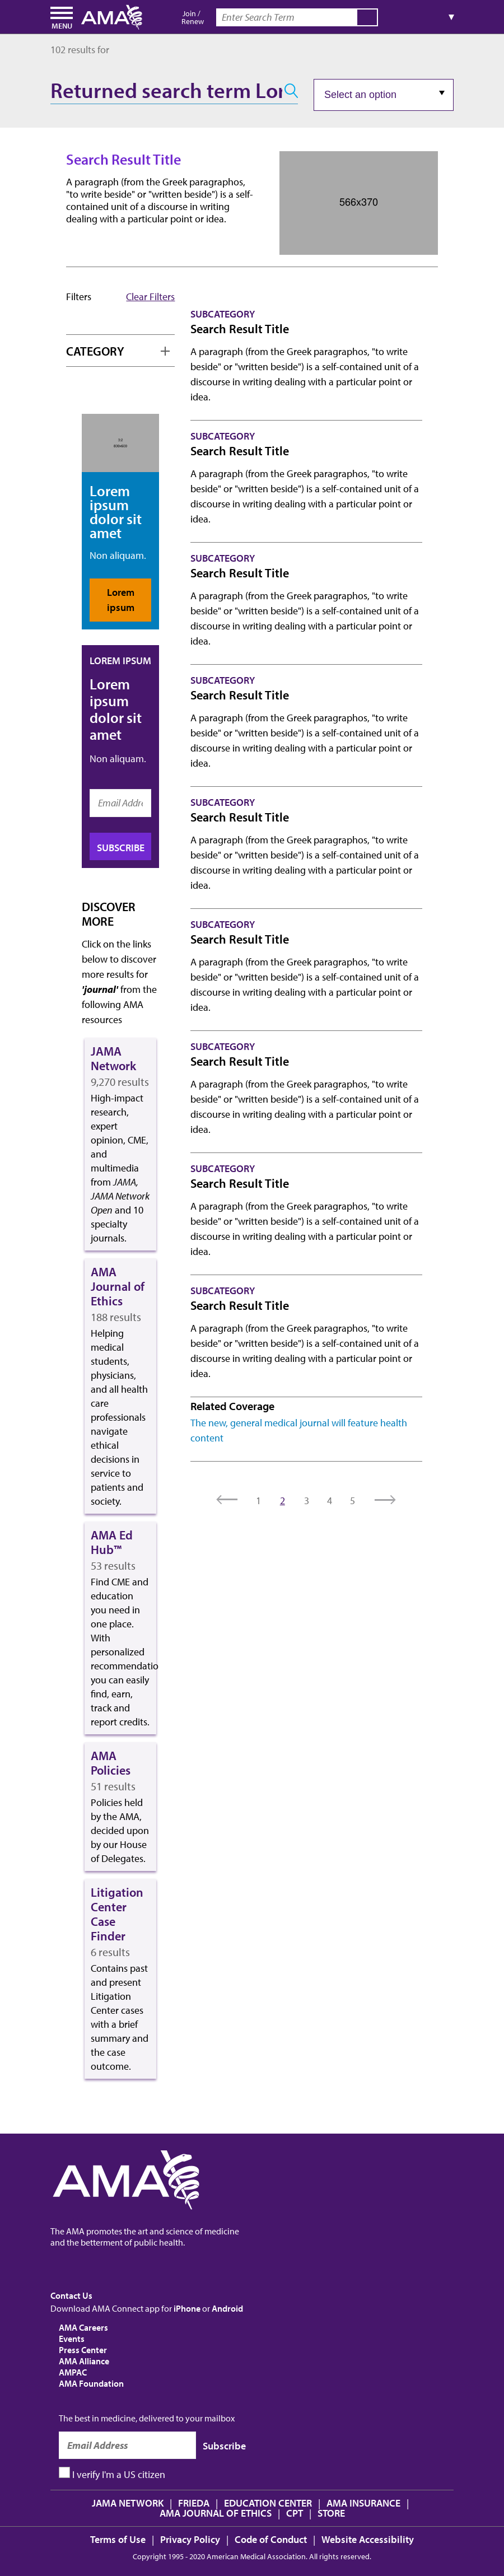 MENU
AMA
Join /
Renew
Enter Search Term
▼
102 results for
Returned search term Lor
Select an option
Search Result Title
A paragraph (from the Greek paragraphos,
"to write beside" or "written beside") is a self-
contained unit of a discourse in writing
dealing with a particular point or idea.
566x370
Filters
Clear Filters
CATEGORY
Lorem
ipsum
dolor sit
amet
Non aliquam.
Lorem
ipsum
LOREM IPSUM
Lorem
ipsum
dolor sit
amet
Non aliquam.
Email Addre
SUBSCRIBE
DISCOVER
MORE
Click on the links
below to discover
more results for
'journal' from the
following AMA
resources
JAMA
Network
9,270 results
High-impact
research,
expert
opinion, CME,
and
multimedia
from JAMA,
JAMA Network
Open and 10
specialty
journals.
AMA
Journal of
Ethics
188 results
Helping
medical
students,
physicians,
and all health
care
professionals
navigate
ethical
decisions in
service to
patients and
society.
AMA Ed
Hub™
53 results
Find CME and
education
you need in
one place.
With
personalized
recommendatio
you can easily
find, earn,
track and
report credits.
AMA
Policies
51 results
Policies held
by the AMA,
decided upon
by our House
of Delegates.
Litigation
Center
Case
Finder
6 results
Contains past
and present
Litigation
Center cases
with a brief
summary and
the case
outcome.
SUBCATEGORY
Search Result Title
A paragraph (from the Greek paragraphos, "to write
beside" or "written beside") is a self-contained unit of a
discourse in writing dealing with a particular point or
idea.
SUBCATEGORY
Search Result Title
A paragraph (from the Greek paragraphos, "to write
beside" or "written beside") is a self-contained unit of a
discourse in writing dealing with a particular point or
idea.
SUBCATEGORY
Search Result Title
A paragraph (from the Greek paragraphos, "to write
beside" or "written beside") is a self-contained unit of a
discourse in writing dealing with a particular point or
idea.
SUBCATEGORY
Search Result Title
A paragraph (from the Greek paragraphos, "to write
beside" or "written beside") is a self-contained unit of a
discourse in writing dealing with a particular point or
idea.
SUBCATEGORY
Search Result Title
A paragraph (from the Greek paragraphos, "to write
beside" or "written beside") is a self-contained unit of a
discourse in writing dealing with a particular point or
idea.
SUBCATEGORY
Search Result Title
A paragraph (from the Greek paragraphos, "to write
beside" or "written beside") is a self-contained unit of a
discourse in writing dealing with a particular point or
idea.
SUBCATEGORY
Search Result Title
A paragraph (from the Greek paragraphos, "to write
beside" or "written beside") is a self-contained unit of a
discourse in writing dealing with a particular point or
idea.
SUBCATEGORY
Search Result Title
A paragraph (from the Greek paragraphos, "to write
beside" or "written beside") is a self-contained unit of a
discourse in writing dealing with a particular point or
idea.
SUBCATEGORY
Search Result Title
A paragraph (from the Greek paragraphos, "to write
beside" or "written beside") is a self-contained unit of a
discourse in writing dealing with a particular point or
idea.
Related Coverage
The new, general medical journal will feature health
content
1 2 3 4 5
AMA
The AMA promotes the art and science of medicine
and the betterment of public health.
Contact Us
Download AMA Connect app for iPhone or Android
AMA Careers
Events
Press Center
AMA Alliance
AMPAC
AMA Foundation
The best in medicine, delivered to your mailbox
Email Address
Subscribe
I verify I'm a US citizen
JAMA NETWORK | FRIEDA | EDUCATION CENTER | AMA INSURANCE |
AMA JOURNAL OF ETHICS | CPT | STORE
Terms of Use | Privacy Policy | Code of Conduct | Website Accessibility
Copyright 1995 - 2020 American Medical Association. All rights reserved.